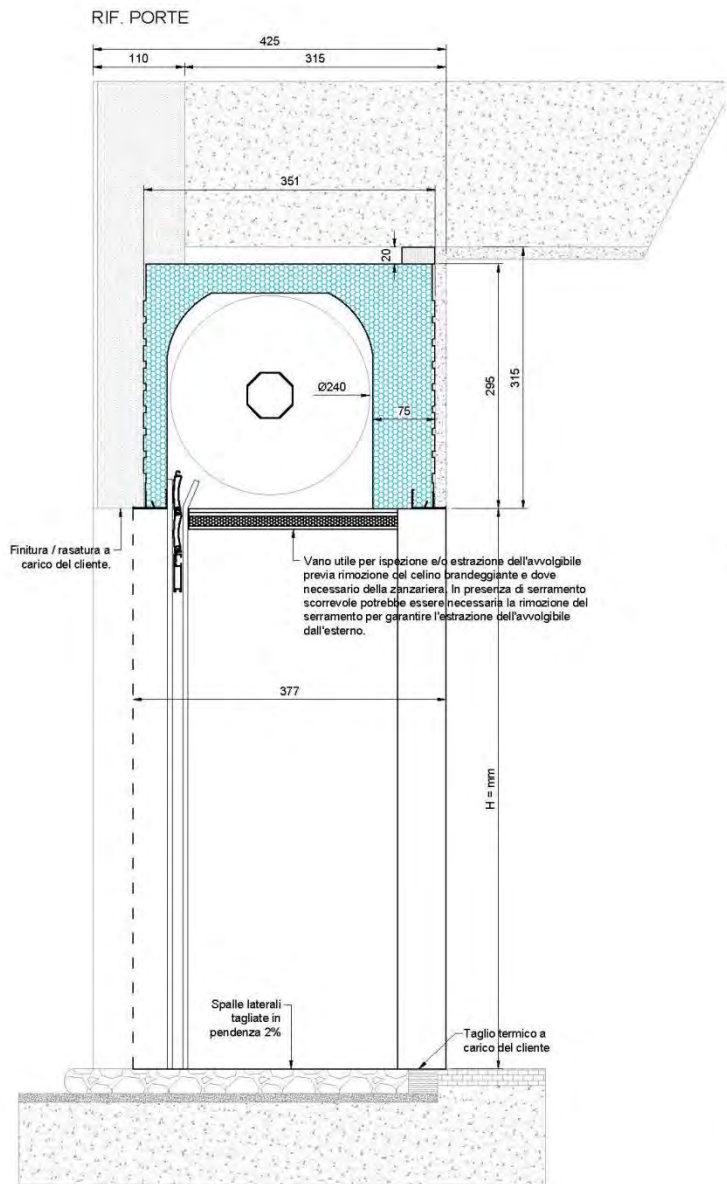 RIF. PORTE
425
110
315
351
20
Ø240
75
295
315
Finitura / rasatura a
carico del cliente.
Vano utile per ispezione e/o estrazione dell'avvolgibile
previa rimozione del celino brandeggiante e dove
necessario della zanzariera. In presenza di serramento
scorrevole potrebbe essere necessaria la rimozione del
serramento per garantire l'estrazione dell'avvolgibile
dall'esterno.
377
H = mm
Spalle laterali
tagliate in
pendenza 2%
Taglio termico a
carico del cliente